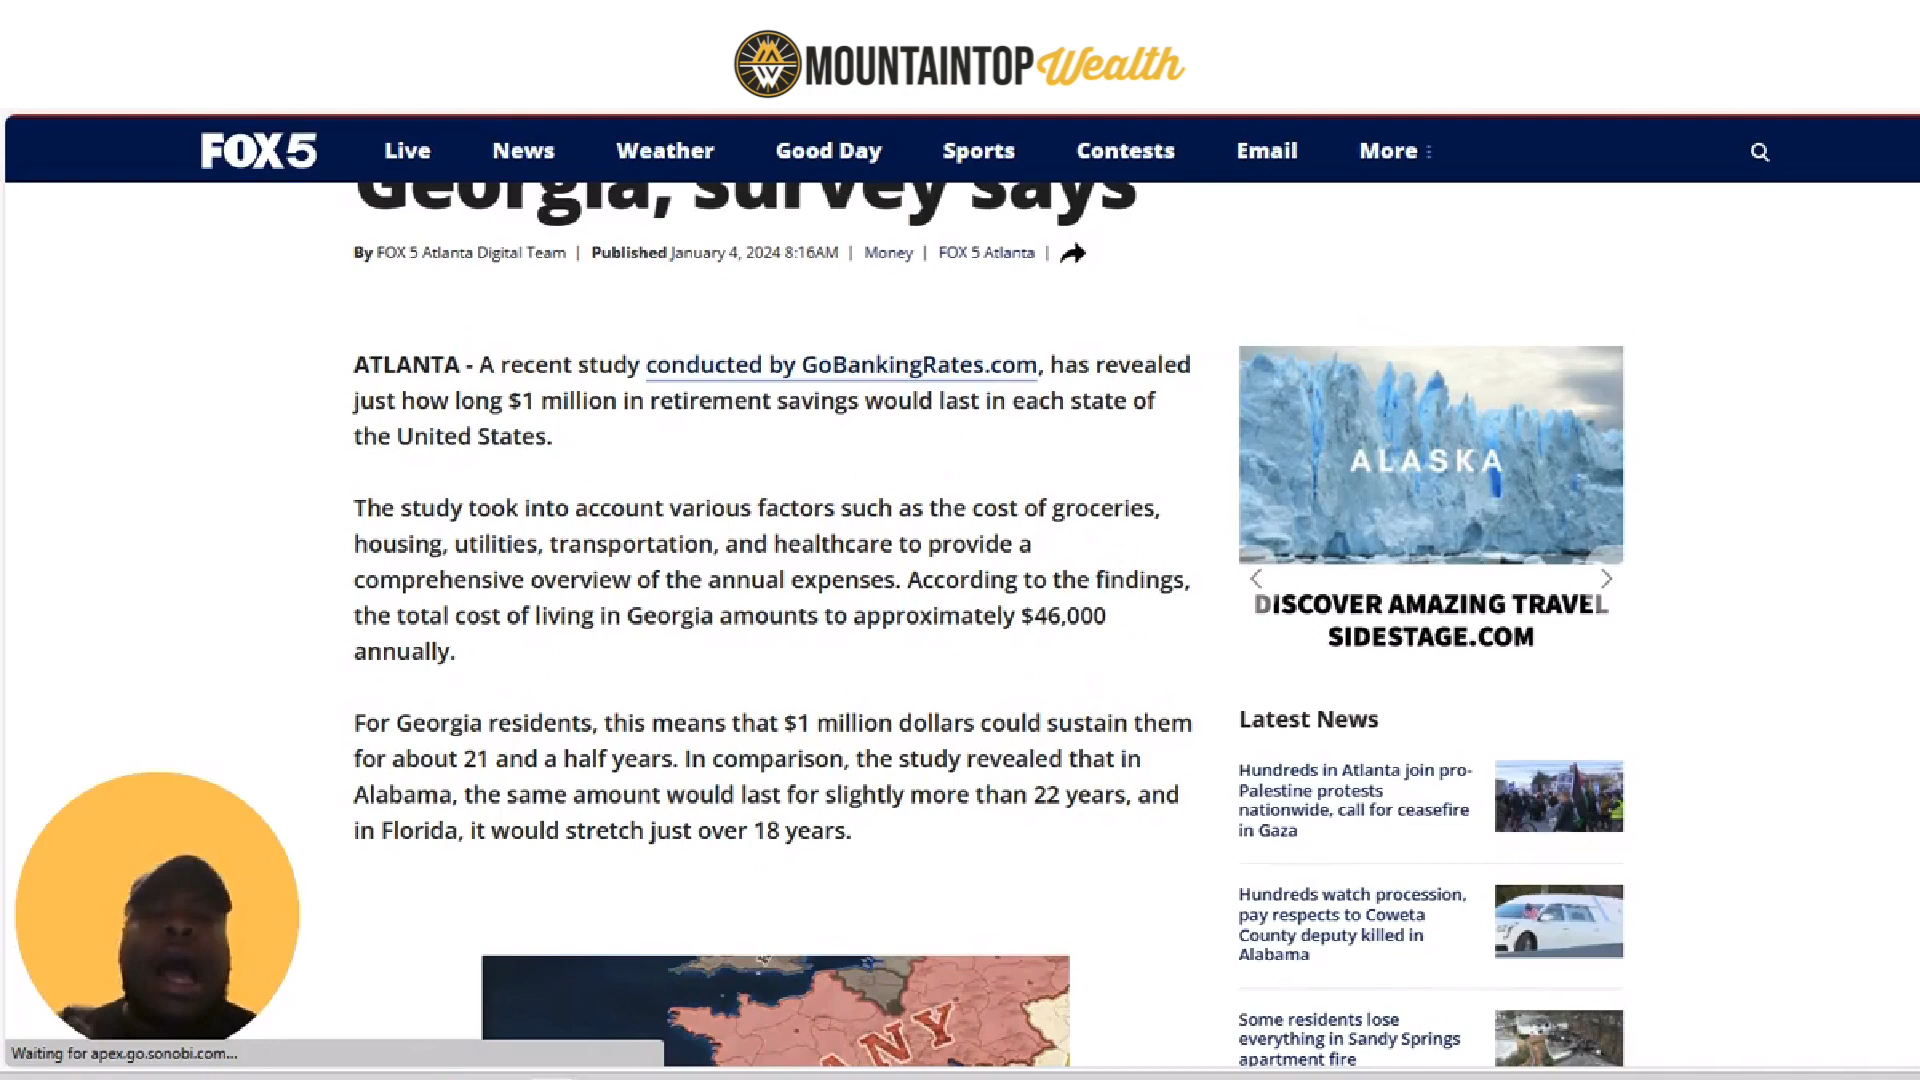 MOUNTAINTOP Wealth
FOX 5 Live News Weather Good Day Sports Contests Email More
Georgia, survey says
By FOX 5 Atlanta Digital Team | Published January 4, 2024 8:16AM | Money | FOX 5 Atlanta |
ATLANTA - A recent study conducted by GoBankingRates.com, has revealed
just how long $1 million in retirement savings would last in each state of
the United States.
The study took into account various factors such as the cost of groceries,
housing, utilities, transportation, and healthcare to provide a
comprehensive overview of the annual expenses. According to the findings,
the total cost of living in Georgia amounts to approximately $46,000
annually.
For Georgia residents, this means that $1 million dollars could sustain them
for about 21 and a half years. In comparison, the study revealed that in
Alabama, the same amount would last for slightly more than 22 years, and
in Florida, it would stretch just over 18 years.
ALASKA
DISCOVER AMAZING TRAVEL
SIDESTAGE.COM
Latest News
Hundreds in Atlanta join pro-
Palestine protests
nationwide, call for ceasefire
in Gaza
Hundreds watch procession,
pay respects to Coweta
County deputy killed in
Alabama
Some residents lose
everything in Sandy Springs
apartment fire
ANY
Waiting for apex.go.sonobi.com...